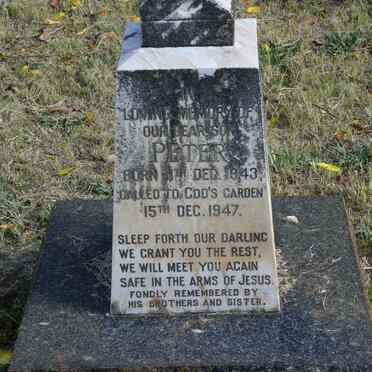 IN
LOVING MEMORY OF
OUR DEAR SON
PETER
BORN 11TH DEC. 1943.
CALLED TO GOD'S GARDEN
15TH DEC. 1947.
SLEEP FORTH OUR DARLING
WE GRANT YOU THE REST,
WE WILL MEET YOU AGAIN
SAFE IN THE ARMS OF JESUS.
FONDLY REMEMBERED BY
HIS BROTHERS AND SISTER.